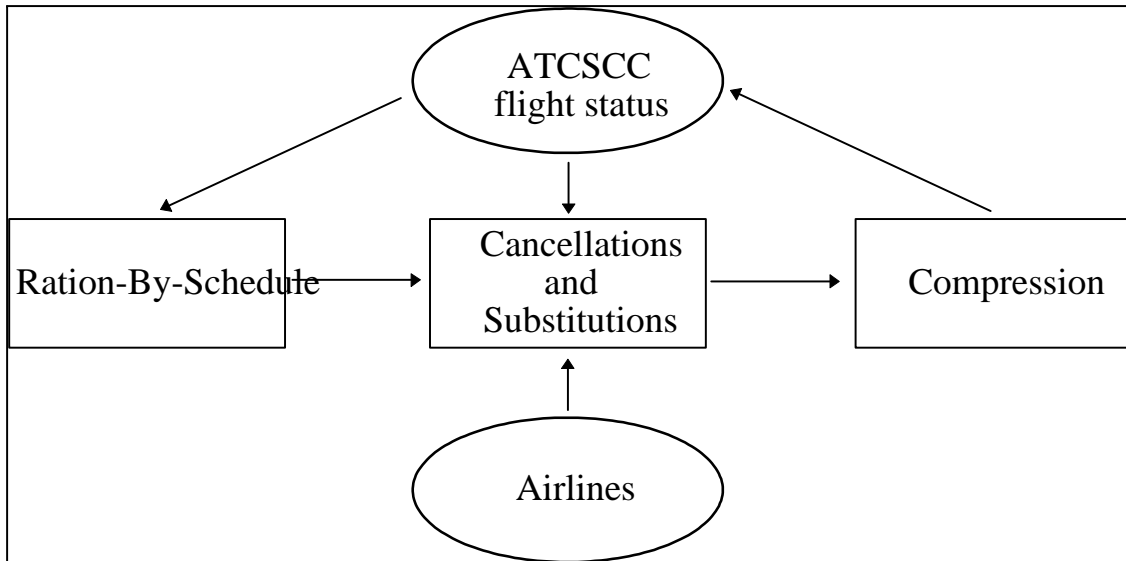 ATCSCC
flight status
Ration-By-Schedule
Cancellations
and
Substitutions
Compression
Airlines